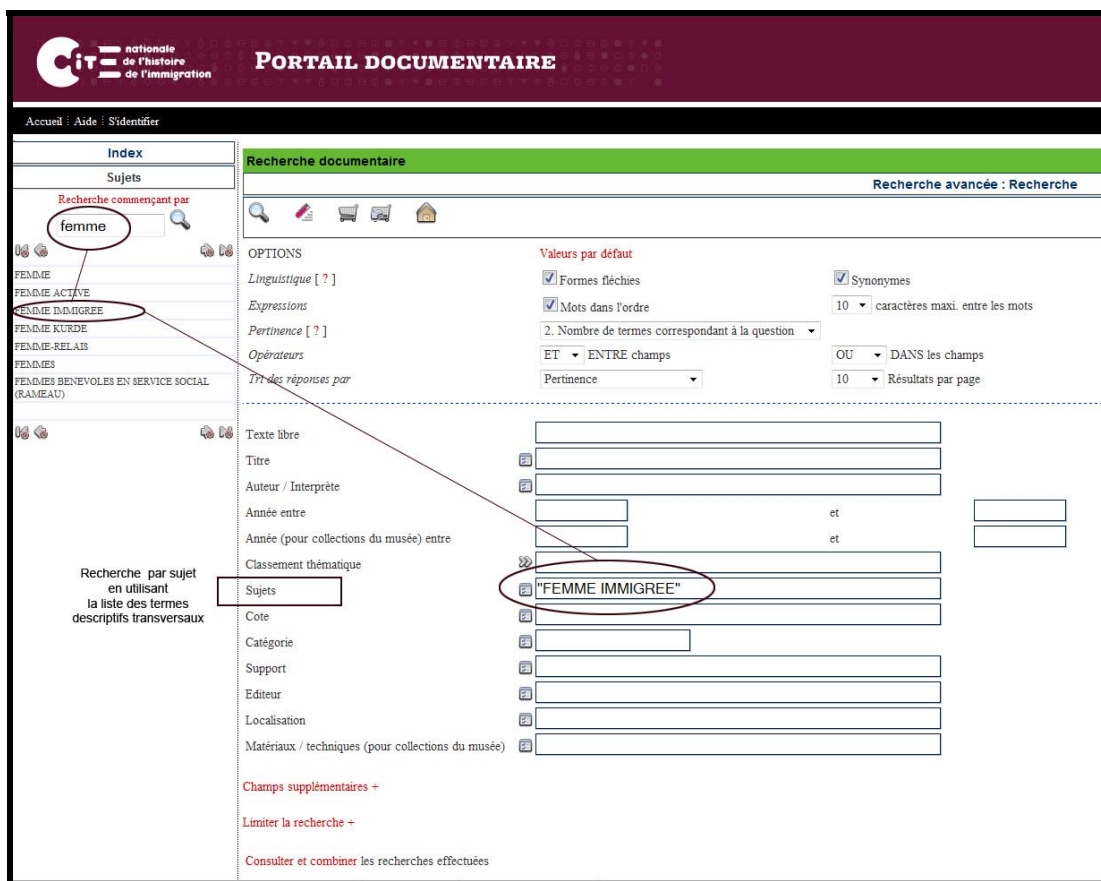 CiTE nationale
de l'histoire
de l'immigration
PORTAIL DOCUMENTAIRE
Accueil Aide S'identifier
Index
Sujets
Recherche commençant par
femme
FEMME
FEMME ACTIVE
FEMME IMMIGREE
FEMME KURDE
FEMME-RELAIS
FEMMES
FEMMES BENEVOLES EN SERVICE SOCIAL
(RAMEAU)
Recherche par sujet
en utilisant
la liste des termes
descriptifs transversaux
Recherche documentaire
Recherche avancée : Recherche
OPTIONS Valeurs par défaut
Linguistique [ ? ] Formes fléchies Synonymes
Expressions Mots dans l'ordre 10 caractères maxi. entre les mots
Pertinence [ ? ] 2. Nombre de termes correspondant à la question
Opérateurs ET ENTRE champs OU DANS les champs
Tri des réponses par Pertinence 10 Résultats par page
Texte libre
Titre
Auteur / Interprète
Année entre et
Année (pour collections du musée) entre et
Classement thématique
Sujets "FEMME IMMIGREE"
Cote
Catégorie
Support
Editeur
Localisation
Matériaux / techniques (pour collections du musée)
Champs supplémentaires +
Limiter la recherche +
Consulter et combiner les recherches effectuées